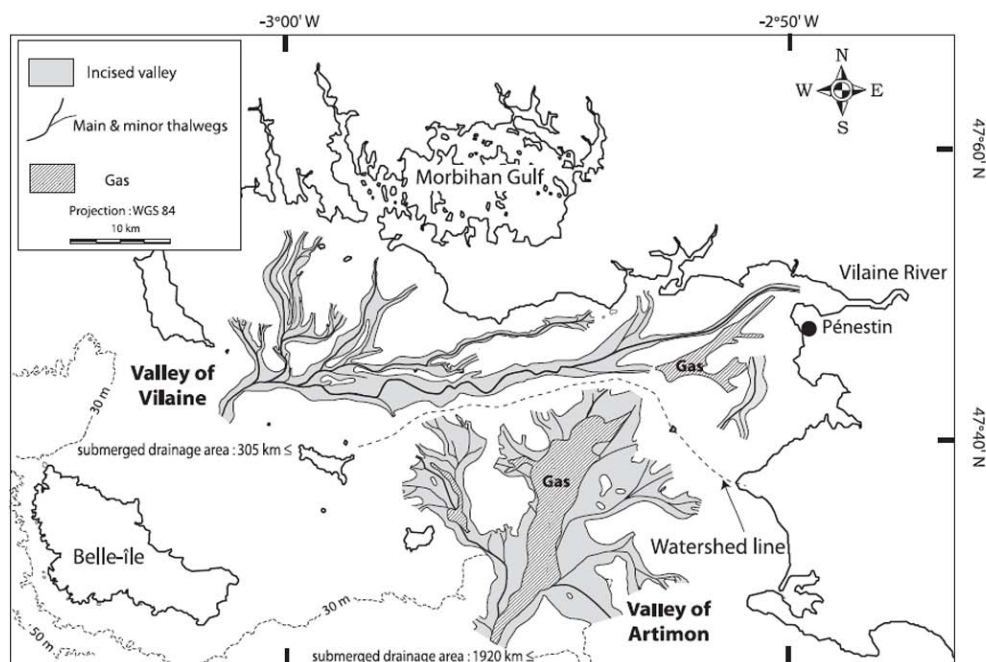 -3°00' W
-2°50' W
Incised valley
Main & minor thalwegs
Gas
Projection : WGS 84
10 km
N
W E
S
47°60' N
Morbihan Gulf
Vilaine River
Pénestin
Valley of
Vilaine
Gas
30 m
47°40' N
submerged drainage area : 305 km ≤
Gas
Belle-île
Watershed line
30 m
Valley of
Artimon
50 m
submerged drainage area : 1920 km ≤